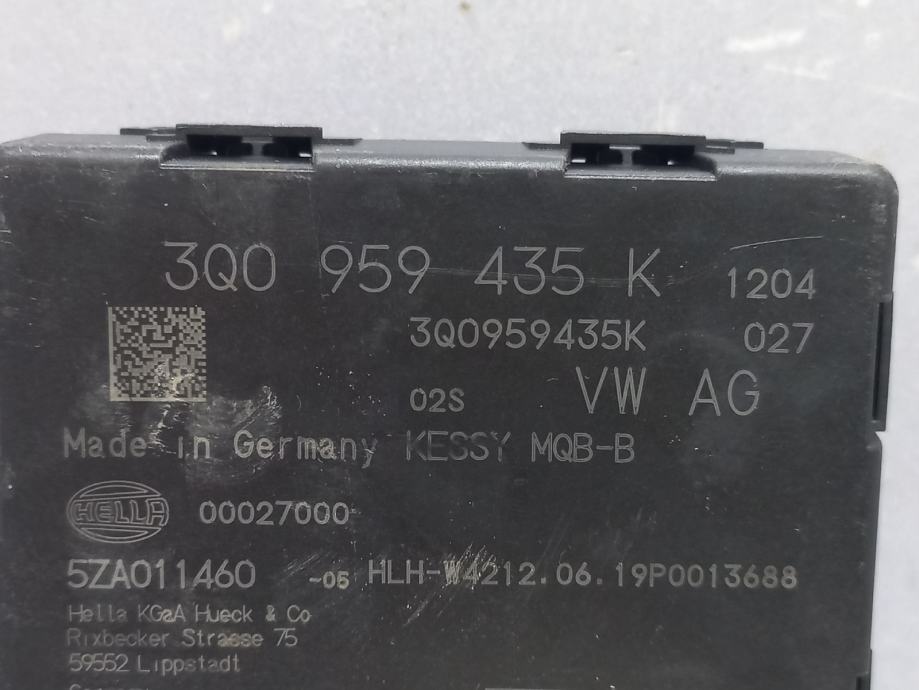 3Q0 959 435 K 1204
3Q0959435K 027
02S VW AG
Made in Germany KESSY MQB-B
HELLA 00027000
5ZA011460 -05 HLH-W4212.06.19P0013688
Hella KGaA Hueck & Co
Rixbecker Strasse 75
59552 Lippstadt